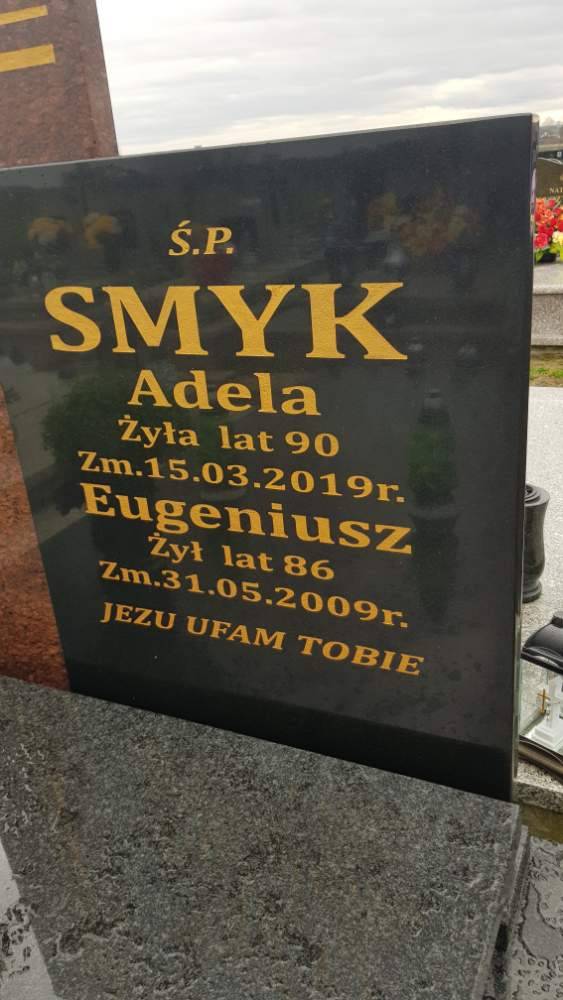 Ś.P.
SMYK
Adela
Żyła lat 90
Zm.15.03.2019r.
Eugeniusz
Żył lat 86
Zm.31.05.2009r.
JEZU UFAM TOBIE